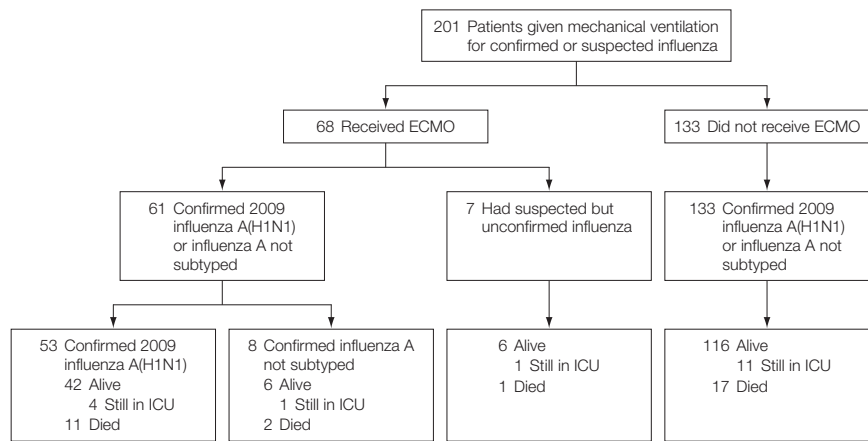 201 Patients given mechanical ventilation
for confirmed or suspected influenza
68 Received ECMO
133 Did not receive ECMO
61 Confirmed 2009
influenza A(H1N1)
or influenza A not
subtyped
7 Had suspected but
unconfirmed influenza
133 Confirmed 2009
influenza A(H1N1)
or influenza A not
subtyped
53 Confirmed 2009
influenza A(H1N1)
42 Alive
4 Still in ICU
11 Died
8 Confirmed influenza A
not subtyped
6 Alive
1 Still in ICU
2 Died
6 Alive
1 Still in ICU
1 Died
116 Alive
11 Still in ICU
17 Died